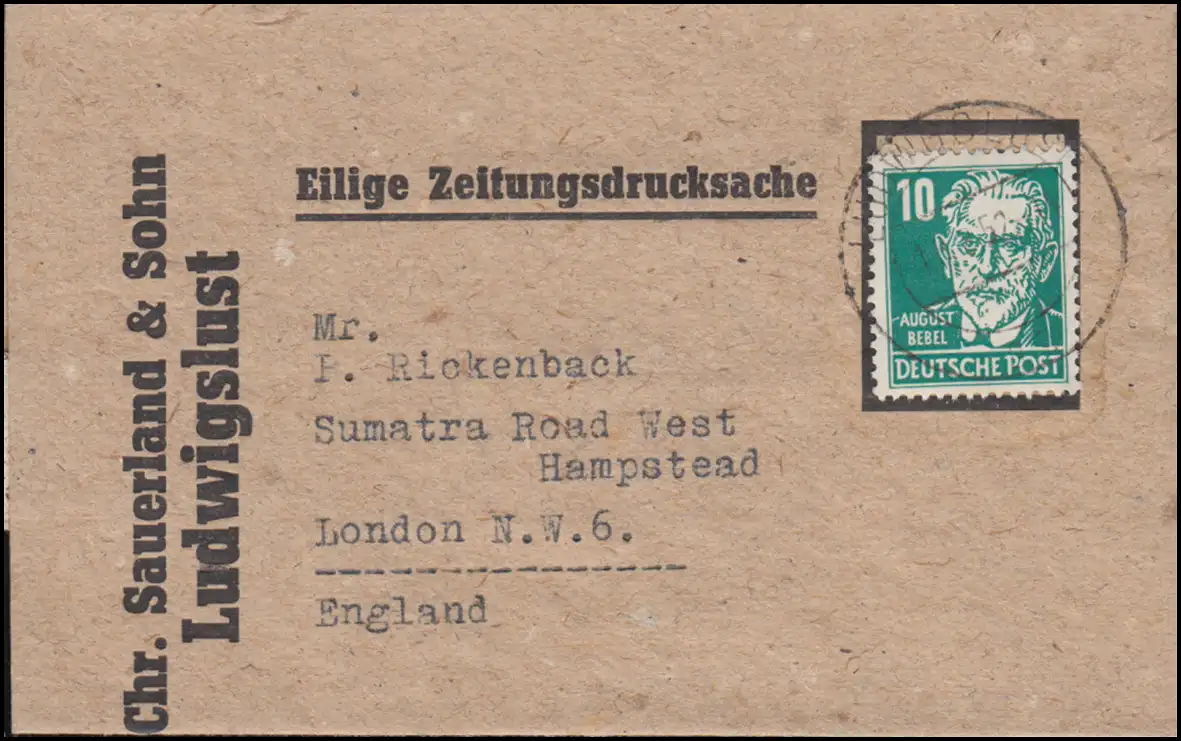 Chr. Sauerland & Sohn
Ludwigslust
Eilige Zeitungsdrucksache
10
AUGUST
BEBEL
DEUTSCHE POST
Mr.
Rickenback
Sumatra Road West
Hampstead
London N.W.6.
---------------
England